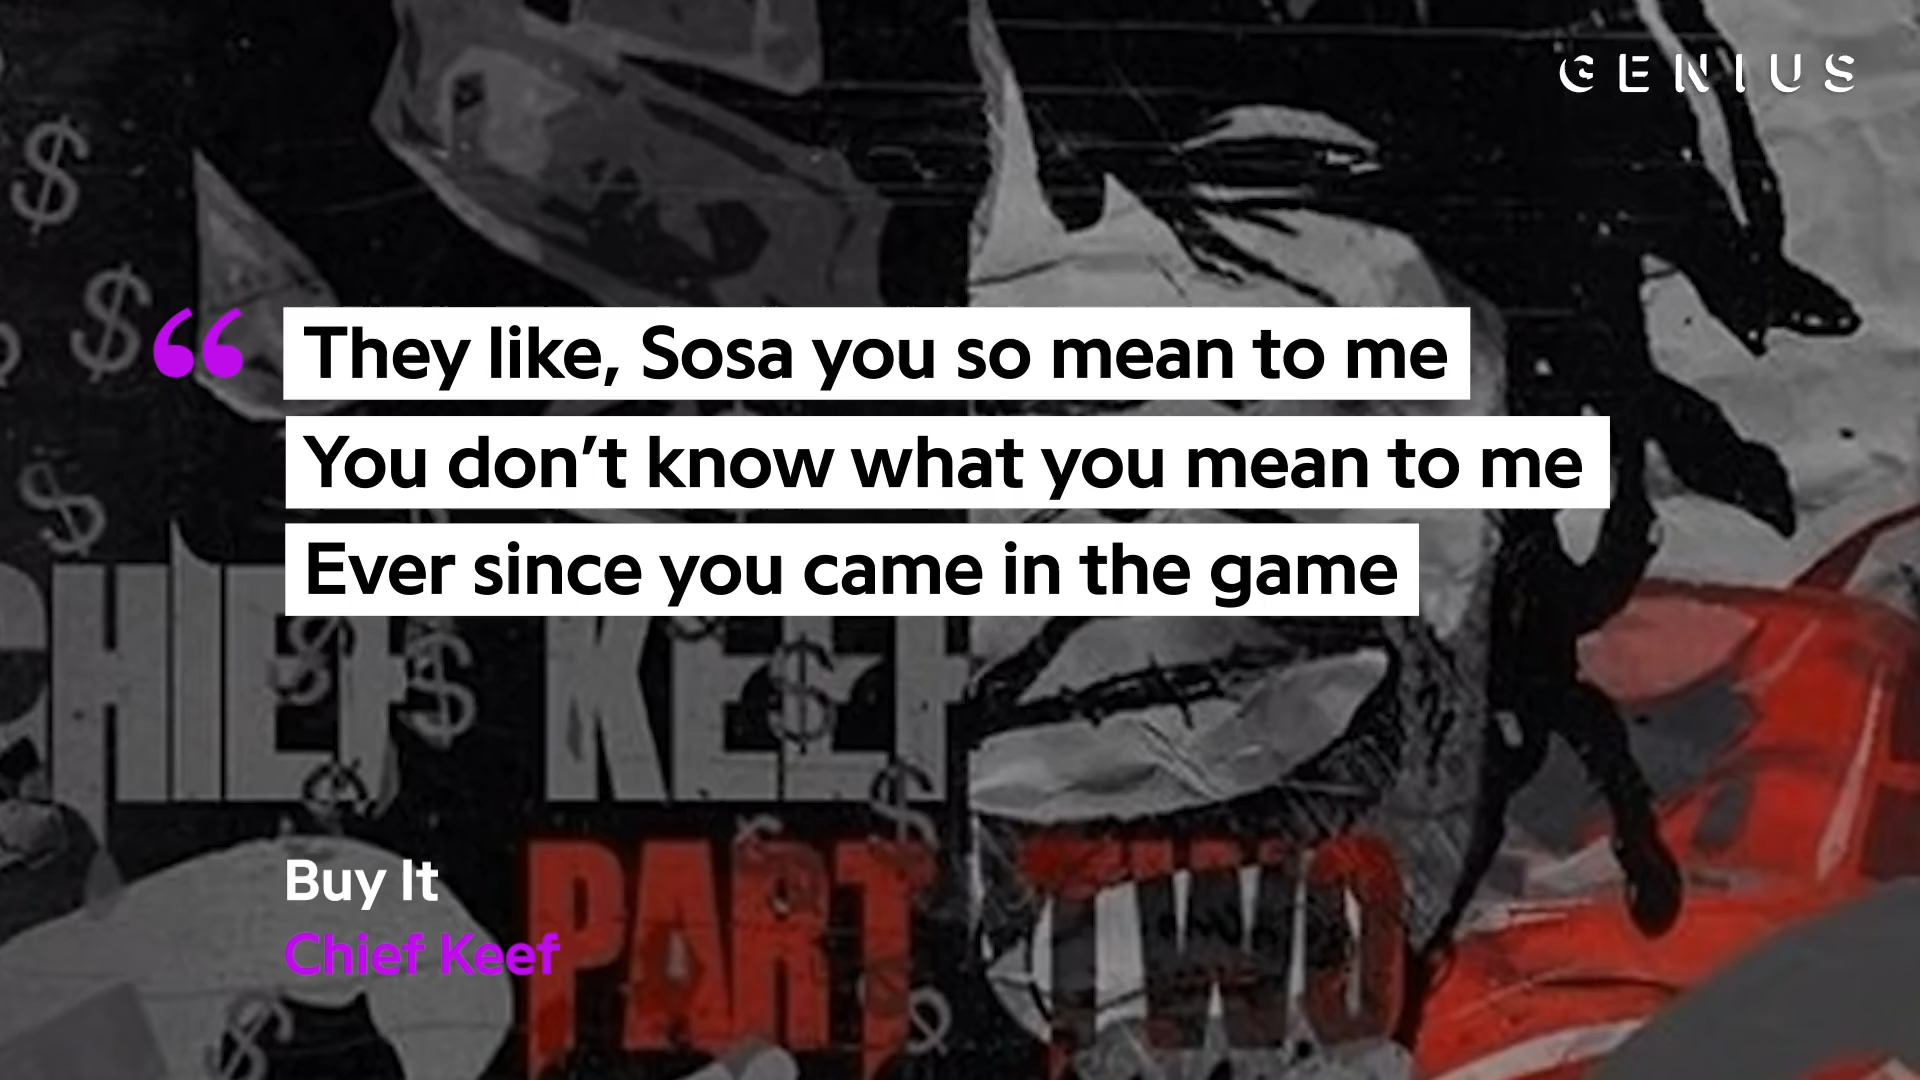 GENIUS
“
They like, Sosa you so mean to me
You don’t know what you mean to me
Ever since you came in the game
CHIEF KEEF
PART TWO
Buy It
Chief Keef